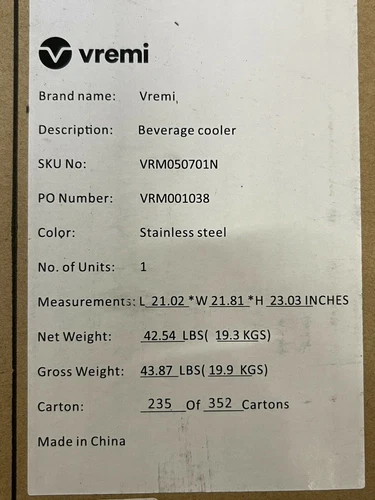 vremi
Brand name: Vremi
Description: Beverage cooler
SKU No: VRM050701N
PO Number: VRM001038
Color: Stainless steel
No. of Units: 1
Measurements: L 21.02 *W 21.81 *H 23.03 INCHES
Net Weight: 42.54 LBS( 19.3 KGS)
Gross Weight: 43.87 LBS( 19.9 KGS)
Carton: 235 Of 352 Cartons
Made in China